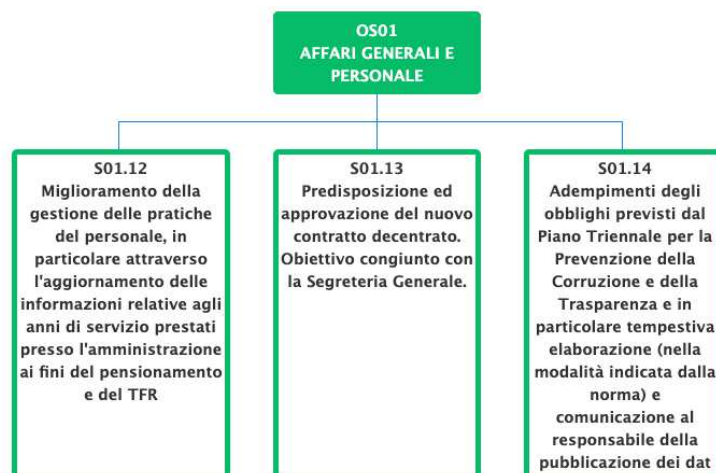 OS01
AFFARI GENERALI E
PERSONALE
S01.12
Miglioramento della
gestione delle pratiche
del personale, in
particolare attraverso
l'aggiornamento delle
informazioni relative agli
anni di servizio prestati
presso l'amministrazione
ai fini del pensionamento
e del TFR
S01.13
Predisposizione ed
approvazione del nuovo
contratto decentrato.
Obiettivo congiunto con
la Segreteria Generale.
S01.14
Adempimenti degli
obblighi previsti dal
Piano Triennale per la
Prevenzione della
Corruzione e della
Trasparenza e in
particolare tempestiva
elaborazione (nella
modalità indicata dalla
norma) e
comunicazione al
responsabile della
pubblicazione dei dat